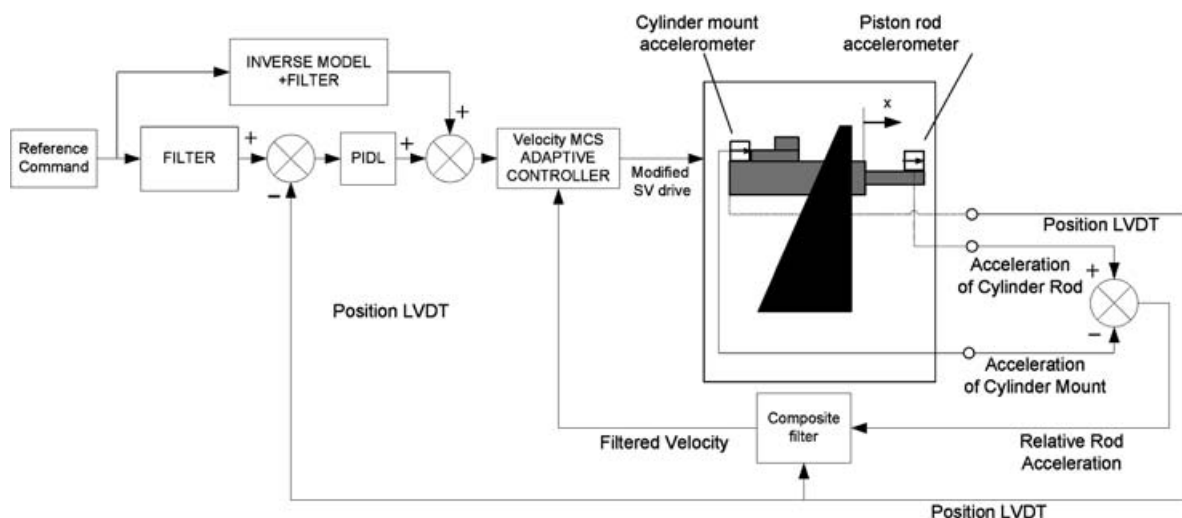 Cylinder mount
accelerometer
Piston rod
accelerometer
INVERSE MODEL
+FILTER
x
+
Reference
Command
FILTER
+
−
PIDL
+
Velocity MCS
ADAPTIVE
CONTROLLER
Modified
SV drive
Position LVDT
Acceleration
of Cylinder Rod
+
−
Position LVDT
Acceleration
of Cylinder Mount
Composite
filter
Filtered Velocity
Relative Rod
Acceleration
Position LVDT